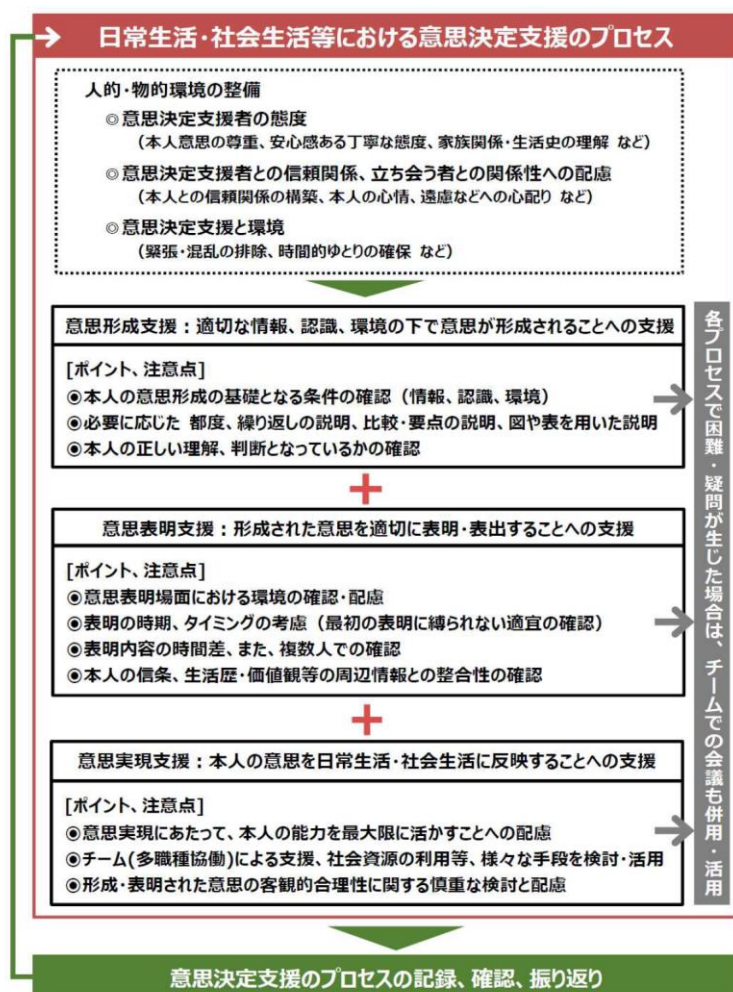 日常生活・社会生活等における意思決定支援のプロセス
人的・物的環境の整備
◎意思決定支援者の態度
（本人意思の尊重、安心感ある丁寧な態度、家族関係・生活史の理解 など）
◎意思決定支援者との信頼関係、立ち会う者との関係性への配慮
（本人との信頼関係の構築、本人の心情、遠慮などへの心配り など）
◎意思決定支援と環境
（緊張・混乱の排除、時間的ゆとりの確保 など）
意思形成支援：適切な情報、認識、環境の下で意思が形成されることへの支援
[ポイント、注意点]
◉本人の意思形成の基礎となる条件の確認（情報、認識、環境）
◉必要に応じた 都度、繰り返しの説明、比較・要点の説明、図や表を用いた説明
◉本人の正しい理解、判断となっているかの確認
＋
意思表明支援：形成された意思を適切に表明・表出することへの支援
[ポイント、注意点]
◉意思表明場面における環境の確認・配慮
◉表明の時期、タイミングの考慮（最初の表明に縛られない適宜の確認）
◉表明内容の時間差、また、複数人での確認
◉本人の信条、生活歴・価値観等の周辺情報との整合性の確認
＋
意思実現支援：本人の意思を日常生活・社会生活に反映することへの支援
[ポイント、注意点]
◉意思実現にあたって、本人の能力を最大限に活かすことへの配慮
◉チーム(多職種協働)による支援、社会資源の利用等、様々な手段を検討・活用
◉形成・表明された意思の客観的合理性に関する慎重な検討と配慮
各プロセスで困難・疑問が生じた場合は、チームでの会議も併用・活用
意思決定支援のプロセスの記録、確認、振り返り